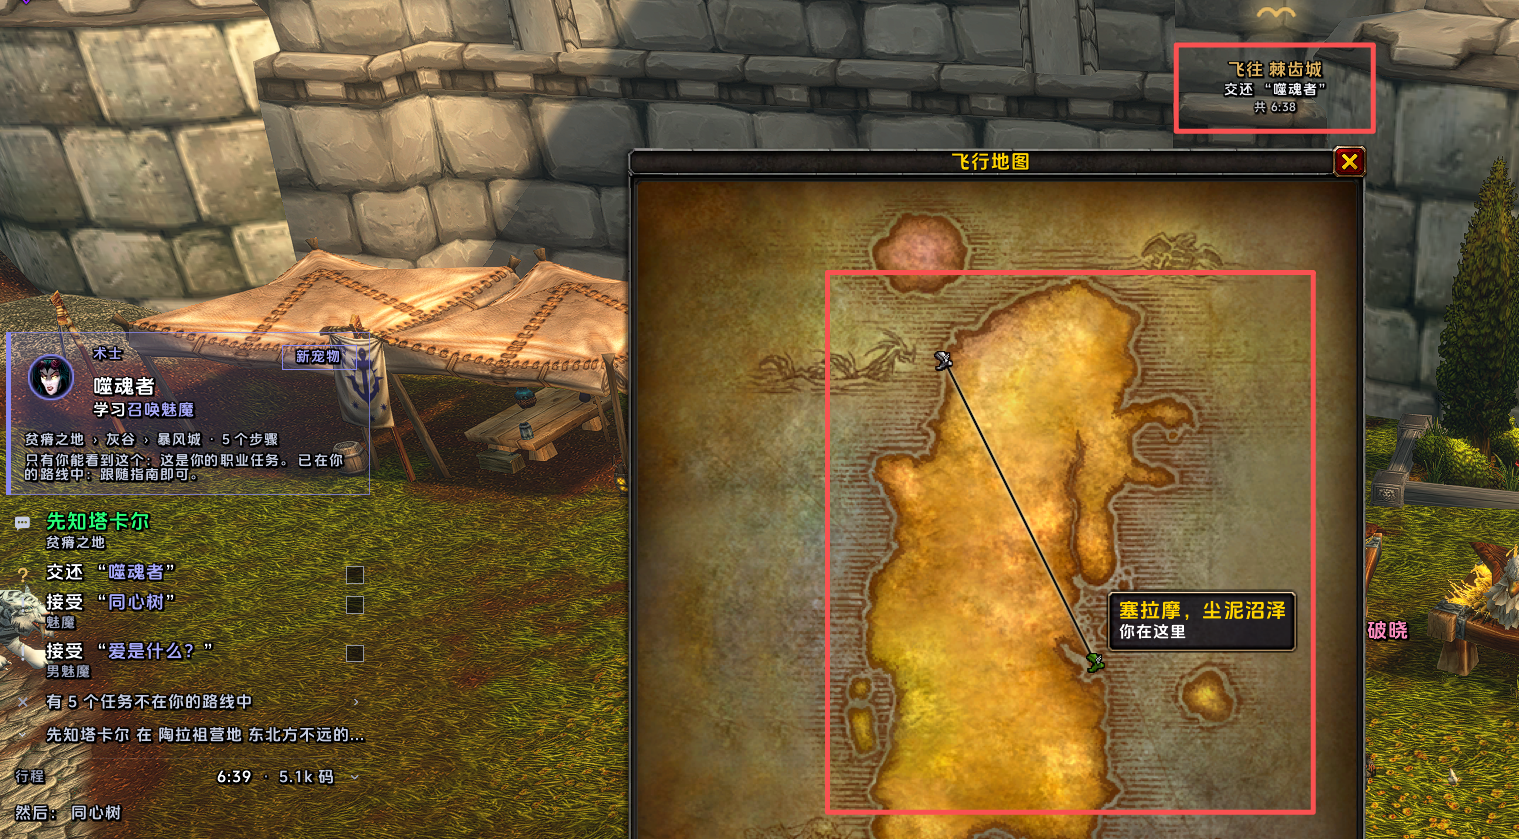 飞往 棘齿城
交还 “噬魂者”
共 6:38
飞行地图
术士
新宠物
噬魂者
学习召唤魅魔
贫瘠之地 › 灰谷 › 暴风城 · 5 个步骤
只有你能看到这个：这是你的职业任务。已在你
的路线中：跟随指南即可。
先知塔卡尔
贫瘠之地
交还 “噬魂者”
接受 “同心树”
魅魔
接受 “爱是什么？”
男魅魔
有 5 个任务不在你的路线中
先知塔卡尔 在 陶拉祖营地 东北方不远的...
行程 6:39 · 5.1k 码
然后： 同心树
塞拉摩，尘泥沼泽
你在这里
破晓